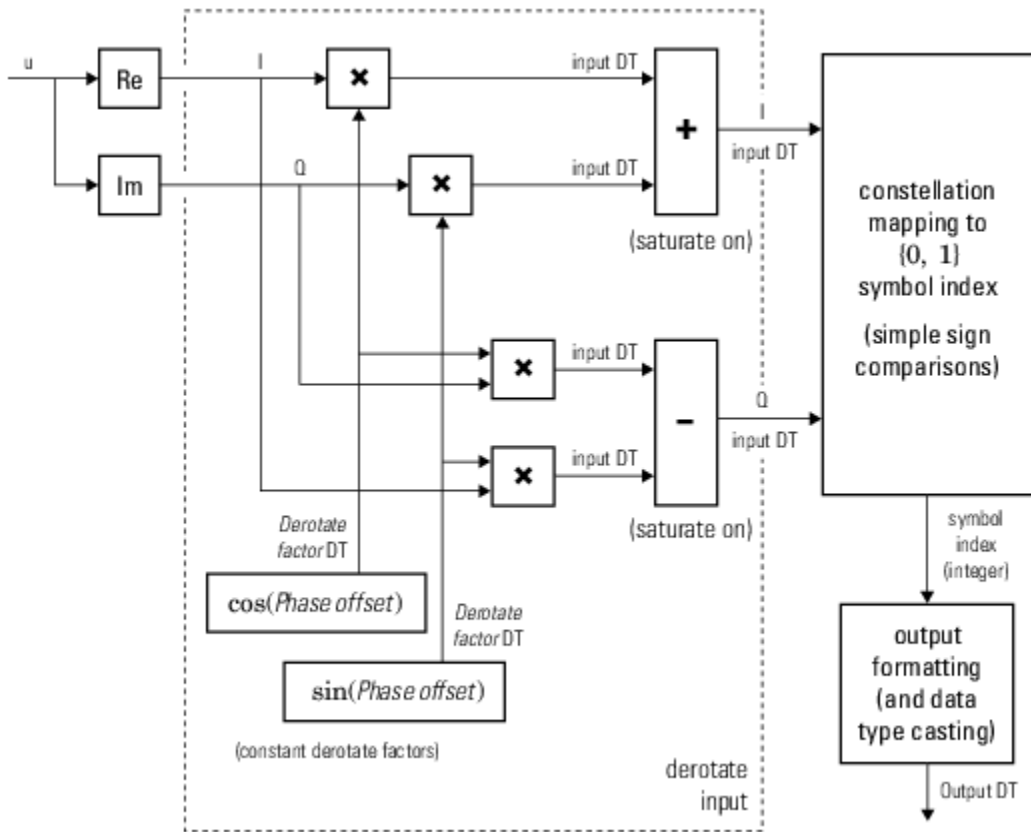 u
Re
I
×
input DT
+
I
input DT
Im
Q
×
input DT
(saturate on)
constellation
mapping to
{0, 1}
symbol index
(simple sign
comparisons)
×
input DT
−
Q
input DT
×
input DT
(saturate on)
Derotate
factor DT
cos(Phase offset)
Derotate
factor DT
sin(Phase offset)
(constant derotate factors)
derotate
input
symbol
index
(integer)
output
formatting
(and data
type casting)
Output DT